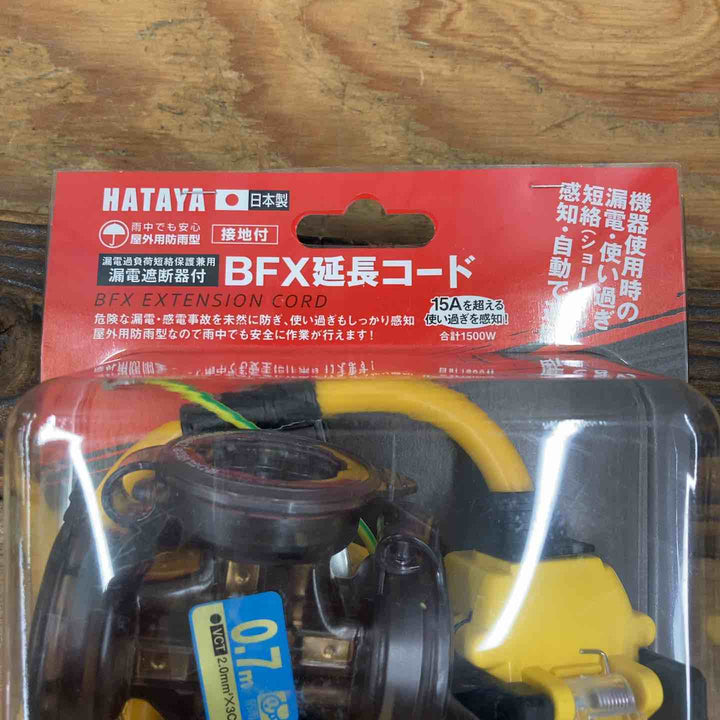 HATAYA 日本製
雨中でも安心
屋外用防雨型
接地付
漏電過負荷短絡保護兼用
漏電遮断器付
BFX延長コード
BFX EXTENSION CORD
危険な漏電・感電事故を未然に防ぎ、使い過ぎもしっかり感知
屋外用防雨型なので雨中でも安全に作業が行えます!
15Aを超える
使い過ぎを感知!
合計1500W
機器使用時の
漏電・使い過ぎ
短絡(ショー
感知・自動で
0.7m
●VCT 2.0mm²×3C